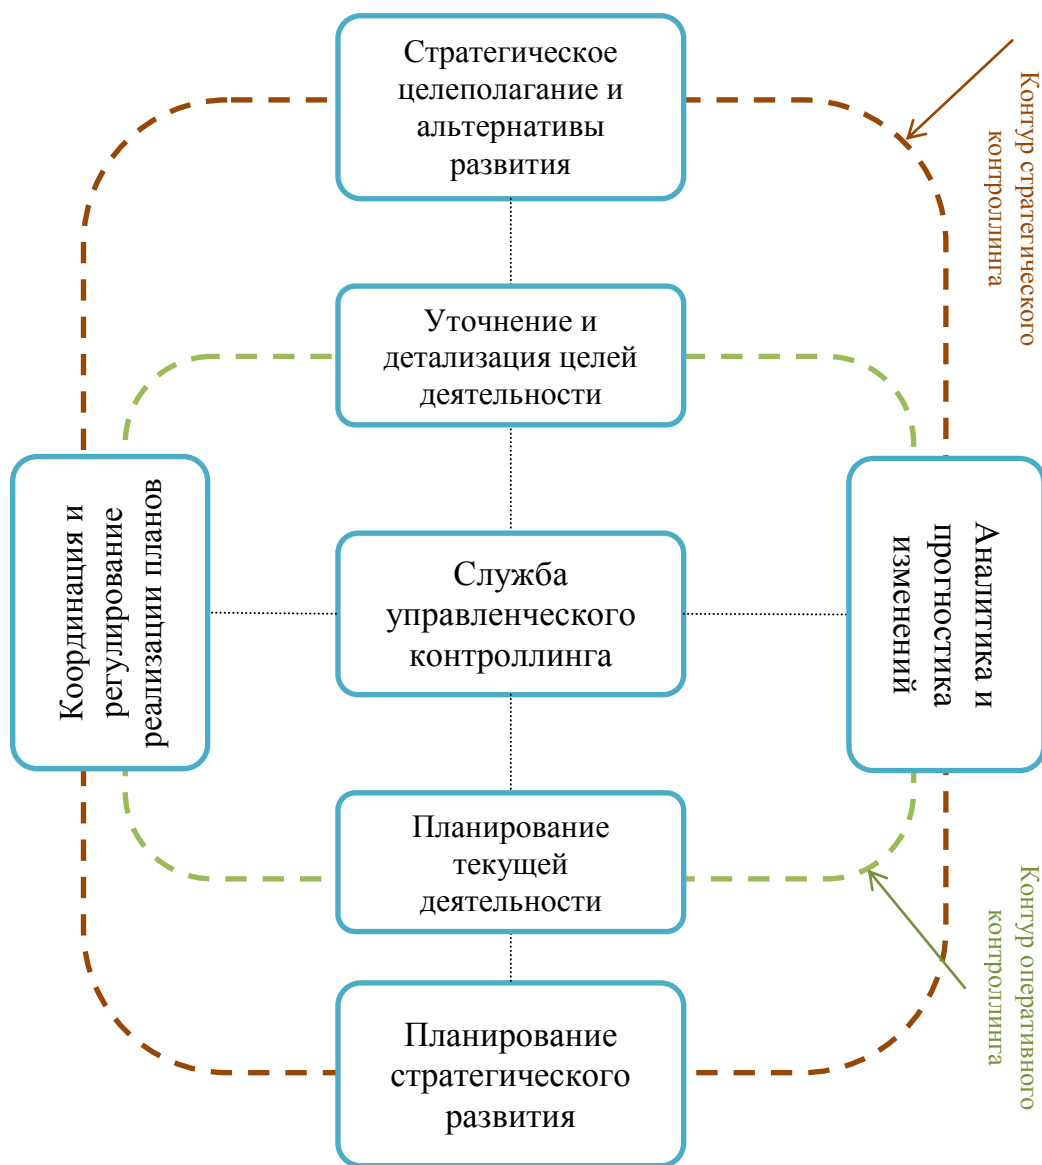 Стратегическое
целеполагание и
альтернативы
развития
Контур стратегического
контроллинга
Уточнение и
детализация целей
деятельности
Координация и
регулирование
реализации планов
Служба
управленческого
контроллинга
Аналитика и
прогностика
изменений
Планирование
текущей
деятельности
Контур оперативного
контроллинга
Планирование
стратегического
развития